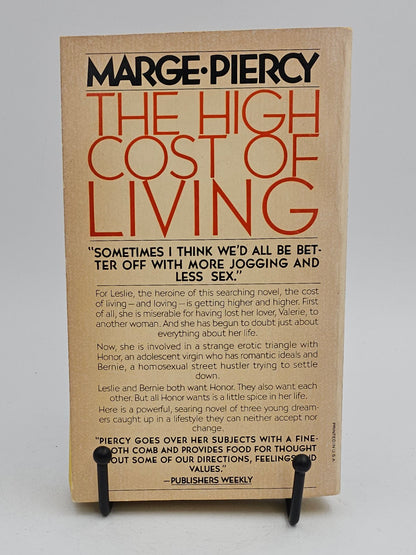 MARGE•PIERCY
THE HIGH
COST OF
LIVING
"SOMETIMES I THINK WE'D ALL BE BET-
TER OFF WITH MORE JOGGING AND
LESS SEX."
For Leslie, the heroine of this searching novel, the cost
of living—and loving—is getting higher and higher. First
of all, she is miserable for having lost her lover, Valerie, to
another woman. And she has begun to doubt just about
everything about her life.
Now, she is involved in a strange erotic triangle with
Honor, an adolescent virgin who has romantic ideals and
Bernie, a homosexual street hustler trying to settle
down.
Leslie and Bernie both want Honor. They also want each
other. But all Honor wants is a little spice in her life.
Here is a powerful, searing novel of three young dream-
ers caught up in a lifestyle they can neither accept nor
change.
"PIERCY GOES OVER HER SUBJECTS WITH A FINE-
OOTH COMB AND PROVIDES FOOD FOR THOUGHT
OUT SOME OF OUR DIRECTIONS, FEELINGS ND
VALUES."
—PUBLISHERS WEEKLY
PRINTED IN U.S.A.